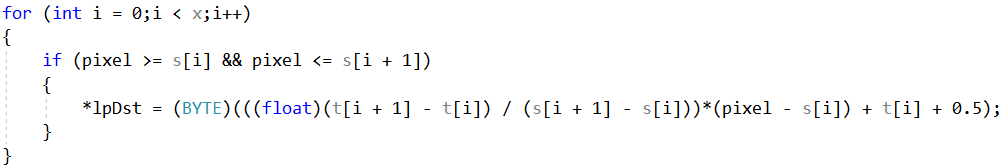 for (int i = 0;i < x;i++)
{
if (pixel >= s[i] && pixel <= s[i + 1])
{
*lpDst = (BYTE)(((float)(t[i + 1] - t[i]) / (s[i + 1] - s[i]))*(pixel - s[i]) + t[i] + 0.5);
}
}